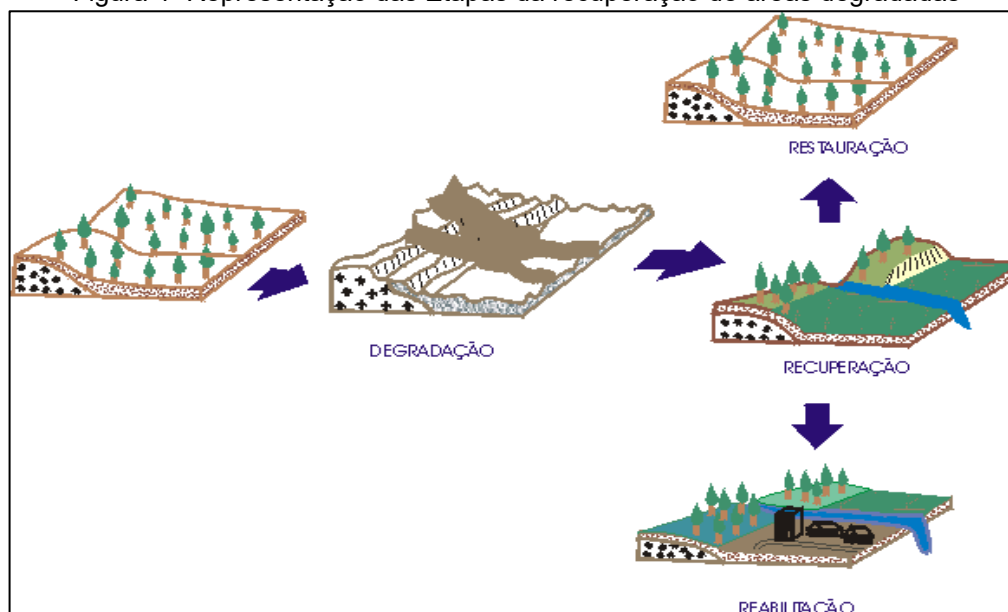 Figura 1- Representação das Etapas da recuperação de áreas degradadas
RESTAURAÇÃO
DEGRADAÇÃO
RECUPERAÇÃO
REABILITAÇÃO